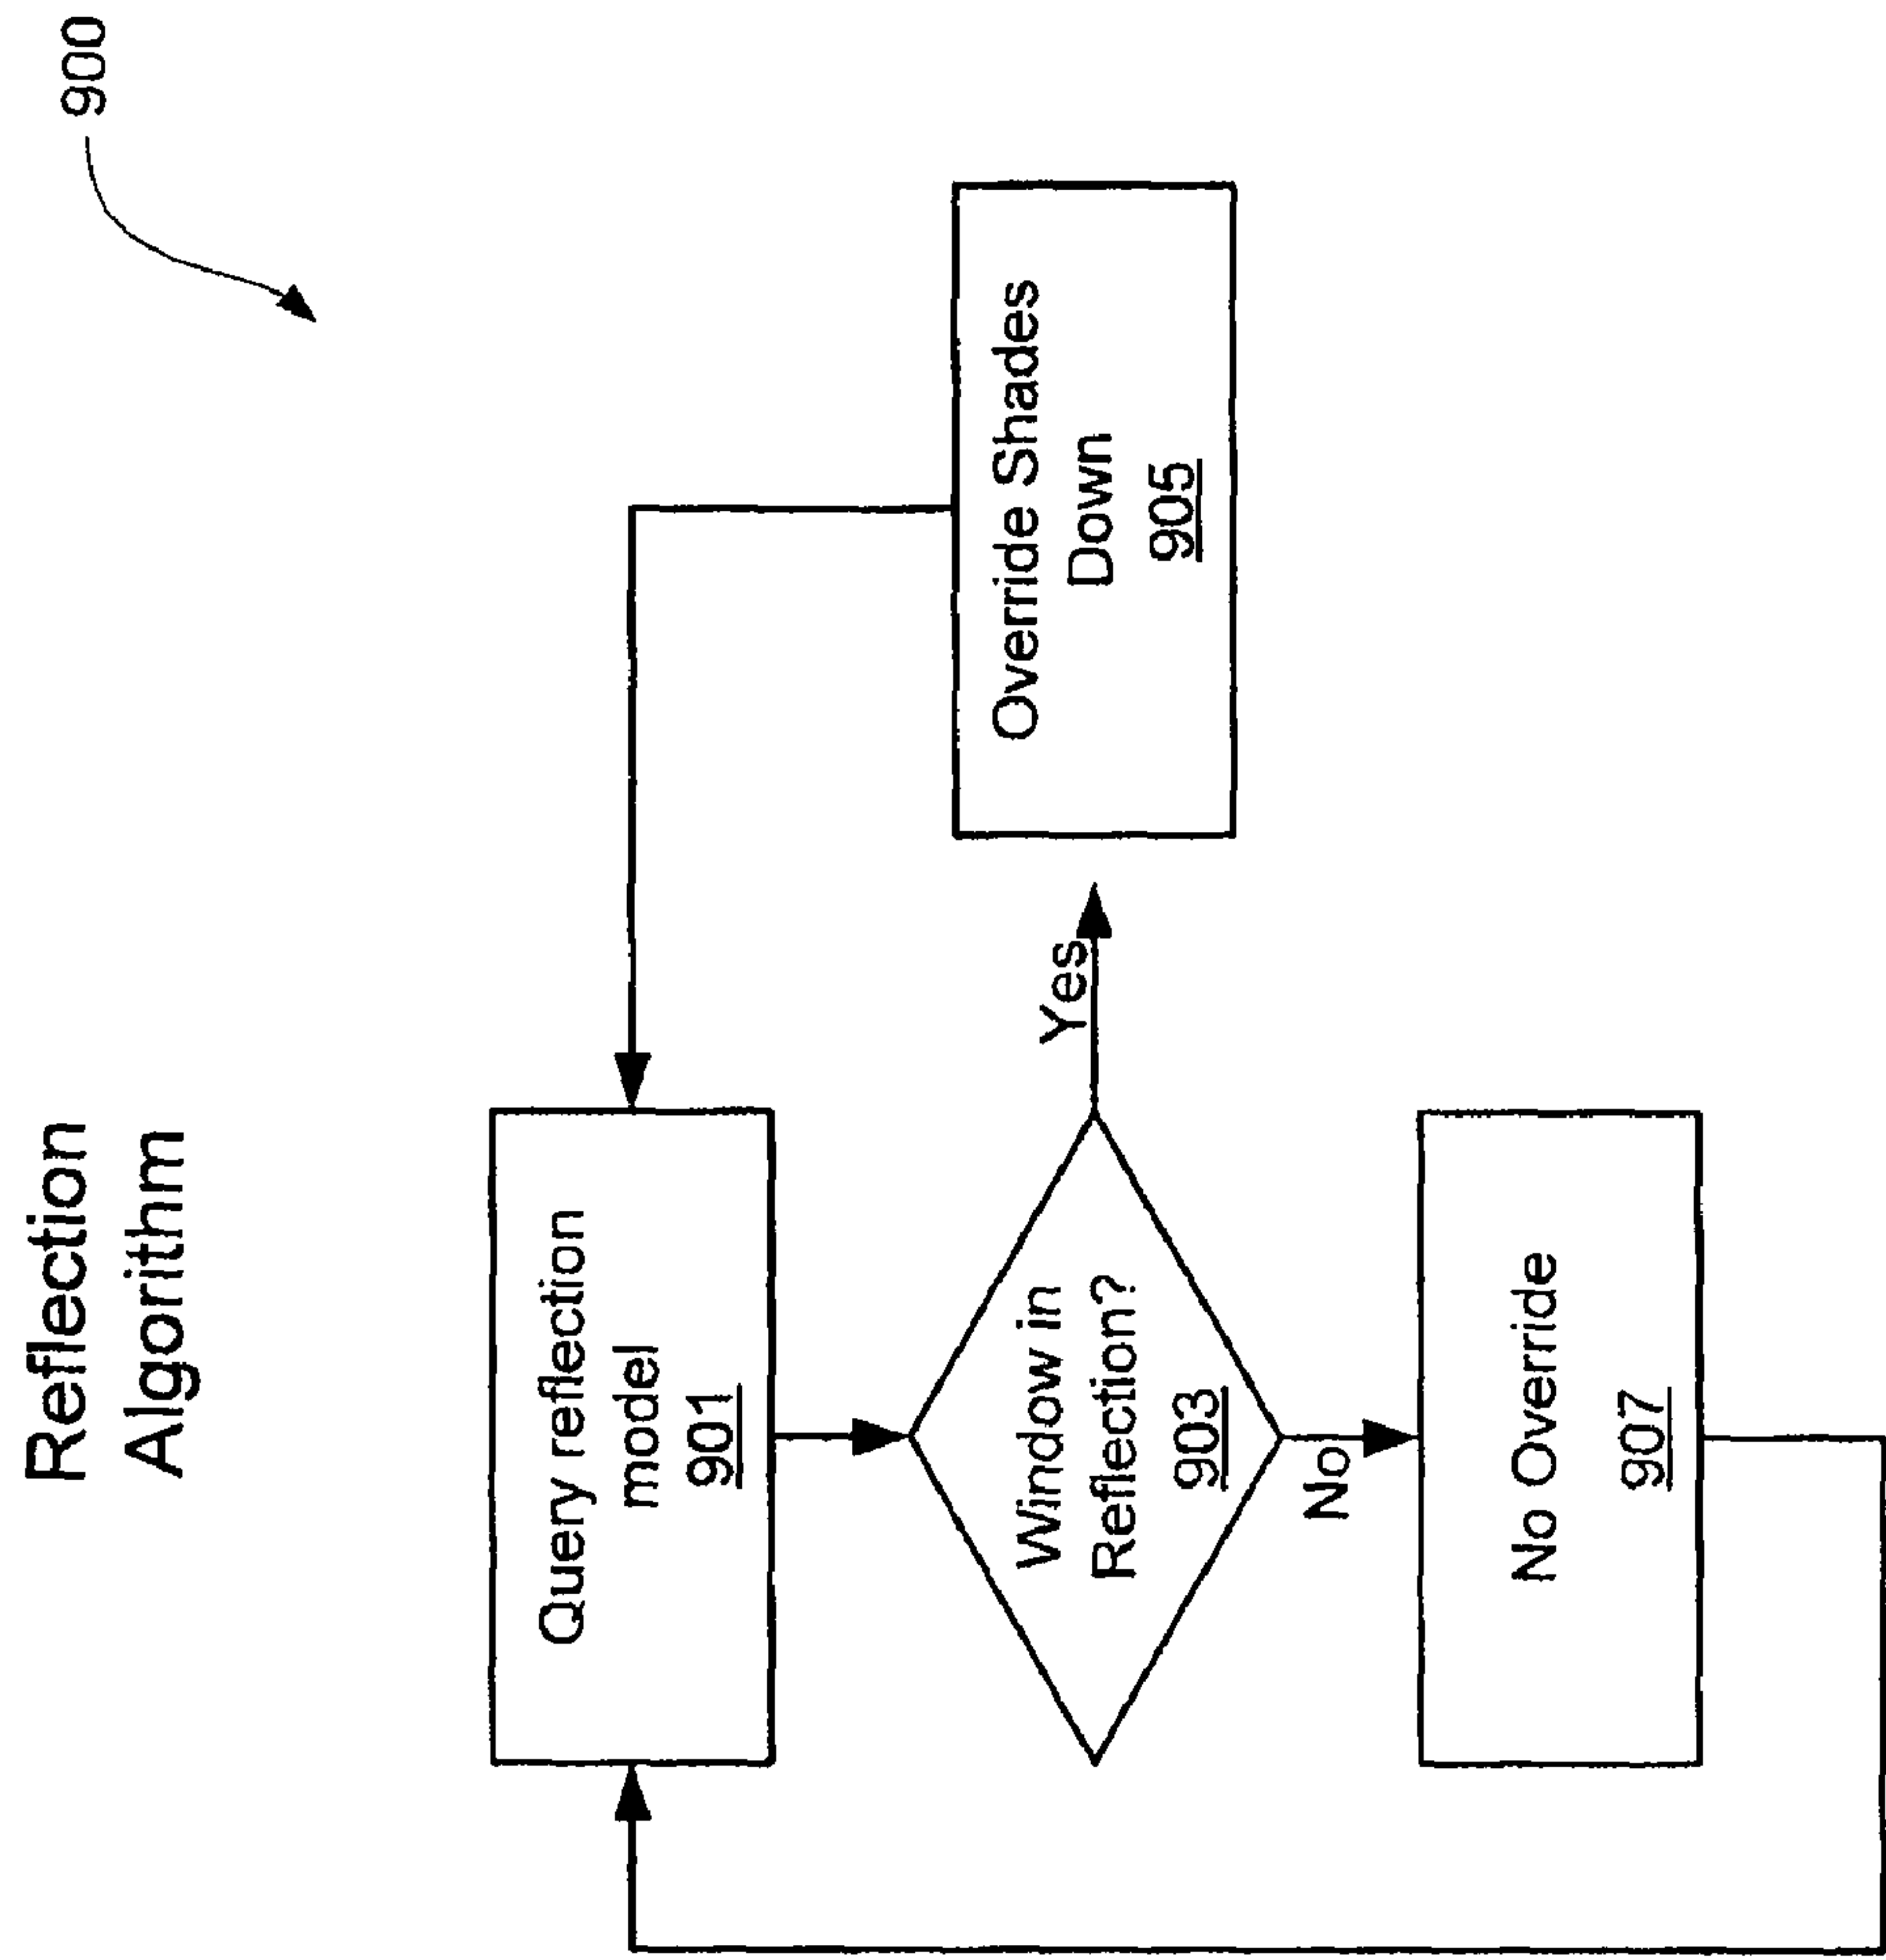 Reflection
Algorithm
900
Query reflection
model
901
Window in
Reflection?
903
Yes
Override Shades
Down
905
No
No Override
907